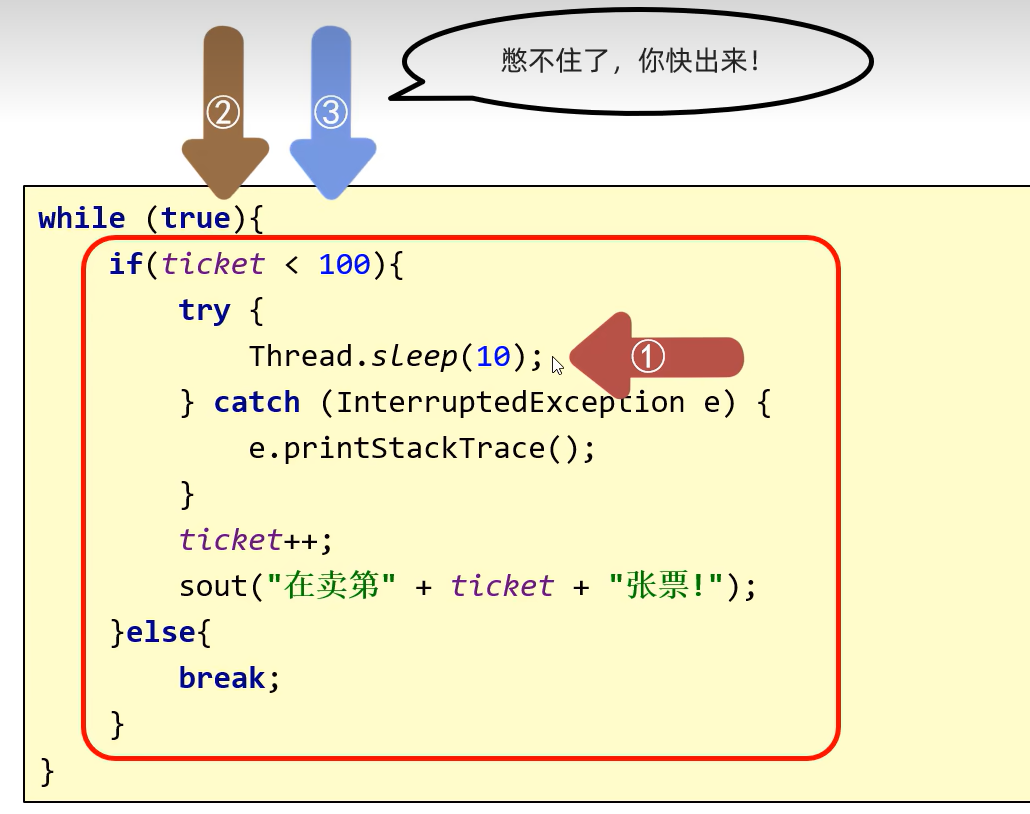 憋不住了，你快出来！
② ③
while (true){
if(ticket < 100){
try {
Thread.sleep(10); ①
} catch (InterruptedException e) {
e.printStackTrace();
}
ticket++;
sout("在卖第" + ticket + "张票!");
}else{
break;
}
}